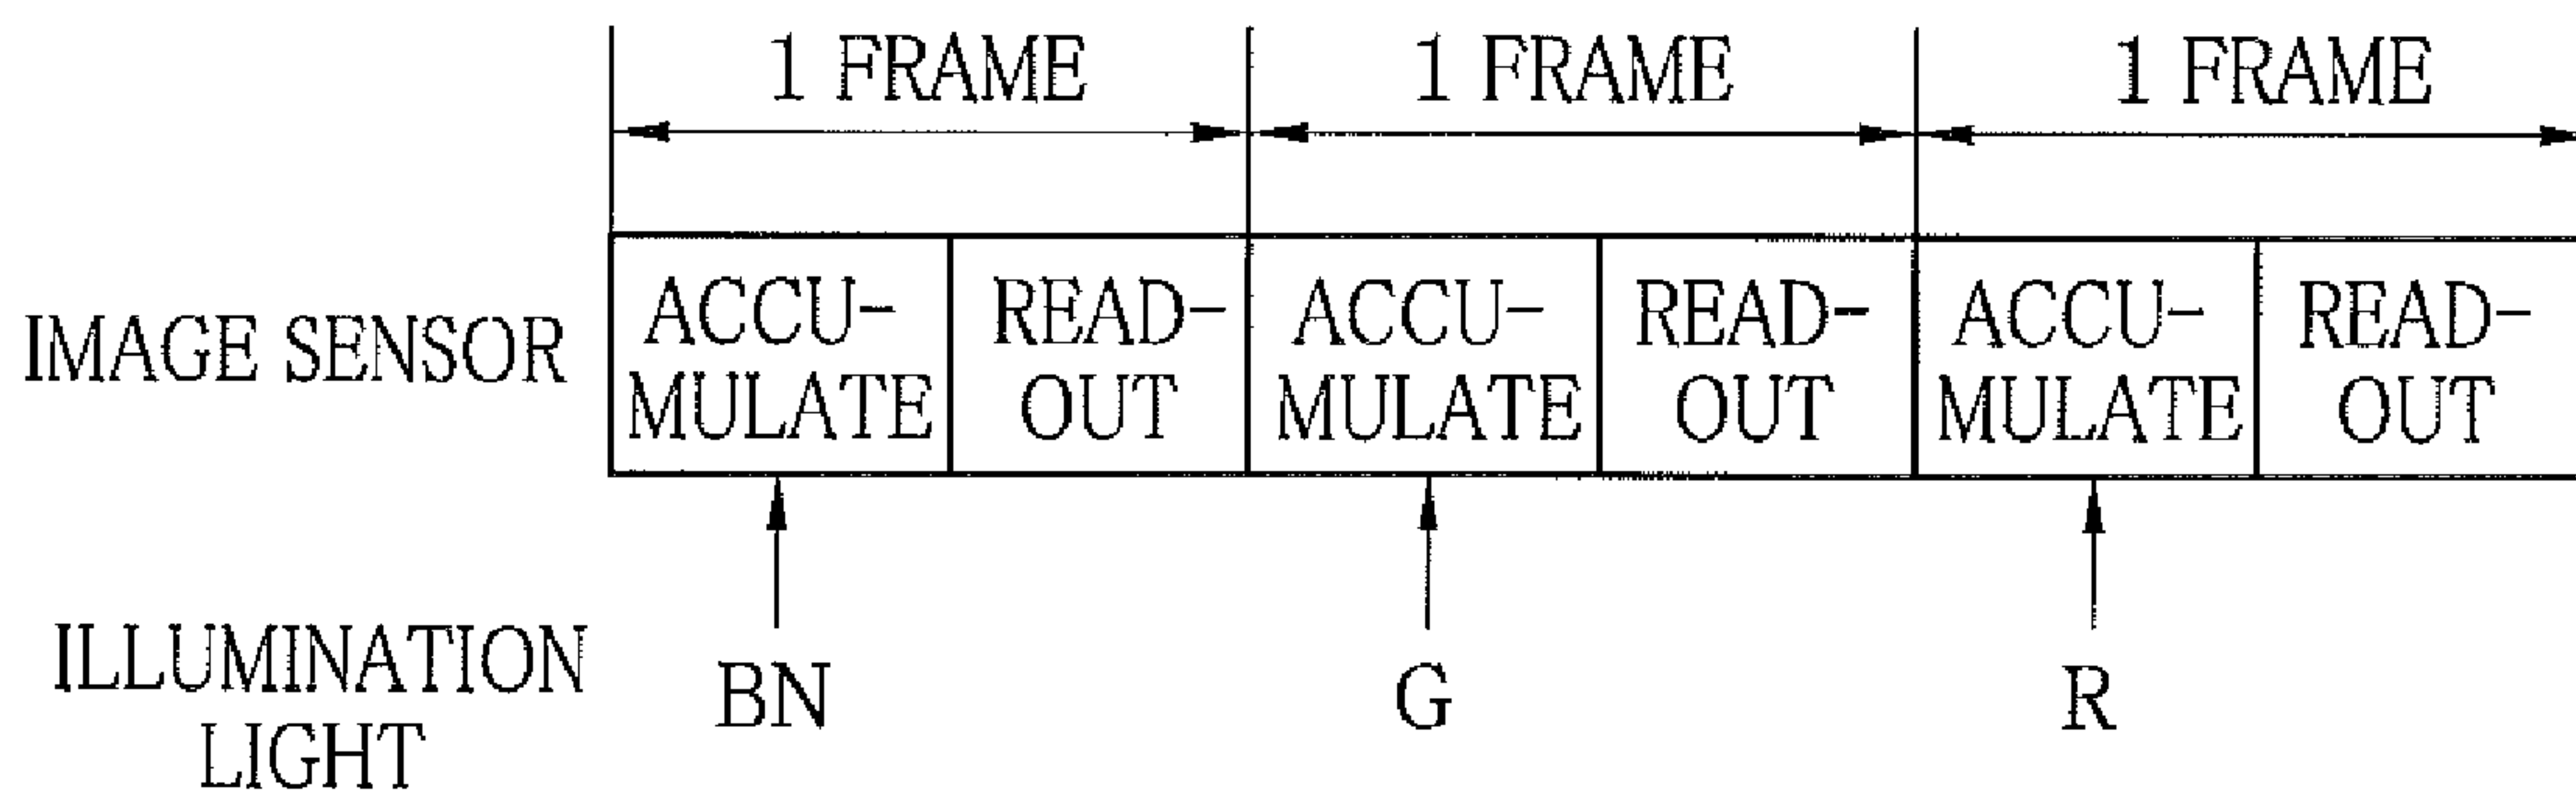 1 FRAME 1 FRAME 1 FRAME
IMAGE SENSOR
ACCU-
MULATE
READ-
OUT
ACCU-
MULATE
READ-
OUT
ACCU-
MULATE
READ-
OUT
ILLUMINATION
LIGHT
BN G R